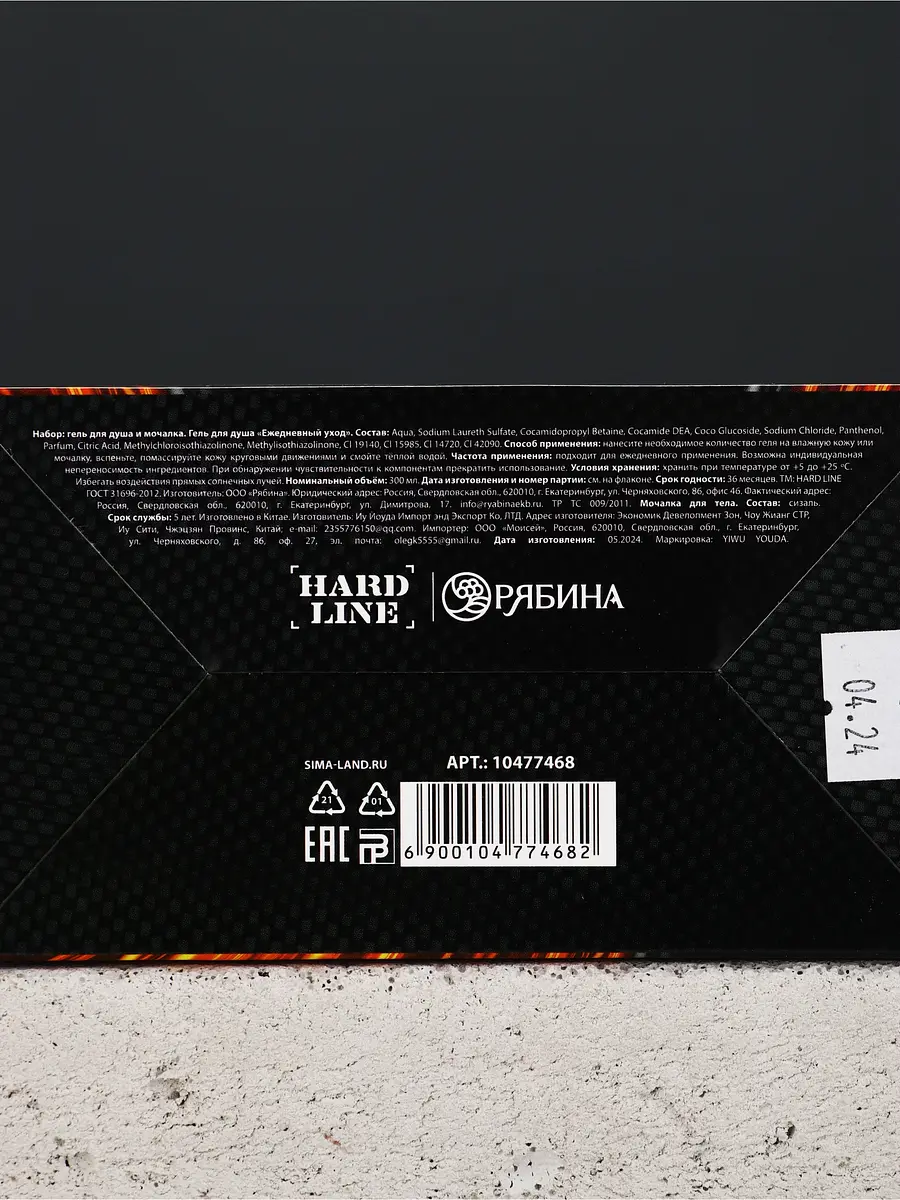 Набор: гель для душа и мочалка. Гель для душа «Ежедневный уход». Состав: Aqua, Sodium Laureth Sulfate, Cocamidopropyl Betaine, Cocamide DEA, Coco Glucoside, Sodium Chloride, Panthenol,
Parfum, Citric Acid, Methylchloroisothiazolinone, Methylisothiazolinone, CI 19140, CI 15985, CI 14720, CI 42090. Способ применения: нанесите необходимое количество геля на влажную кожу или
мочалку, вспеньте, помассируйте кожу круговыми движениями и смойте тёплой водой. Частота применения: подходит для ежедневного применения. Возможна индивидуальная
непереносимость ингредиентов. При обнаружении чувствительности к компонентам прекратить использование. Условия хранения: хранить при температуре от +5 до +25 °C.
Избегать воздействия прямых солнечных лучей. Номинальный объём: 300 мл. Дата изготовления и номер партии: см. на флаконе. Срок годности: 36 месяцев. ТМ: HARD LINE
ГОСТ 31696-2012. Изготовитель: ООО «Рябина». Юридический адрес: Россия, Свердловская обл., 620010, г. Екатеринбург, ул. Черняховского, 86, офис 46. Фактический адрес:
Россия, Свердловская обл., 620010, г. Екатеринбург, ул. Димитрова, 17. info@ryabinaekb.ru. ТР ТС 009/2011. Мочалка для тела. Состав: сизаль.
Срок службы: 5 лет. Изготовлено в Китае. Изготовитель: Иу Йоуда Импорт энд Экспорт Ко, ЛТД. Адрес изготовителя: Экономик Девелопмент Зон, Чоу Жианг СТР,
Иу Сити, Чжэцзян Провинс, Китай: e-mail: 2355776150@qq.com. Импортер: ООО «Моисей», Россия, 620010, Свердловская обл., г. Екатеринбург,
ул. Черняховского, д. 86, оф. 27, эл. почта: olegk5555@gmail.ru. Дата изготовления: 05.2024. Маркировка: YIWU YOUDA.
HARD
LINE
РЯБИНА
04.24
SIMA-LAND.RU
АРТ.: 10477468
21
01
EAC
6 900104 774682